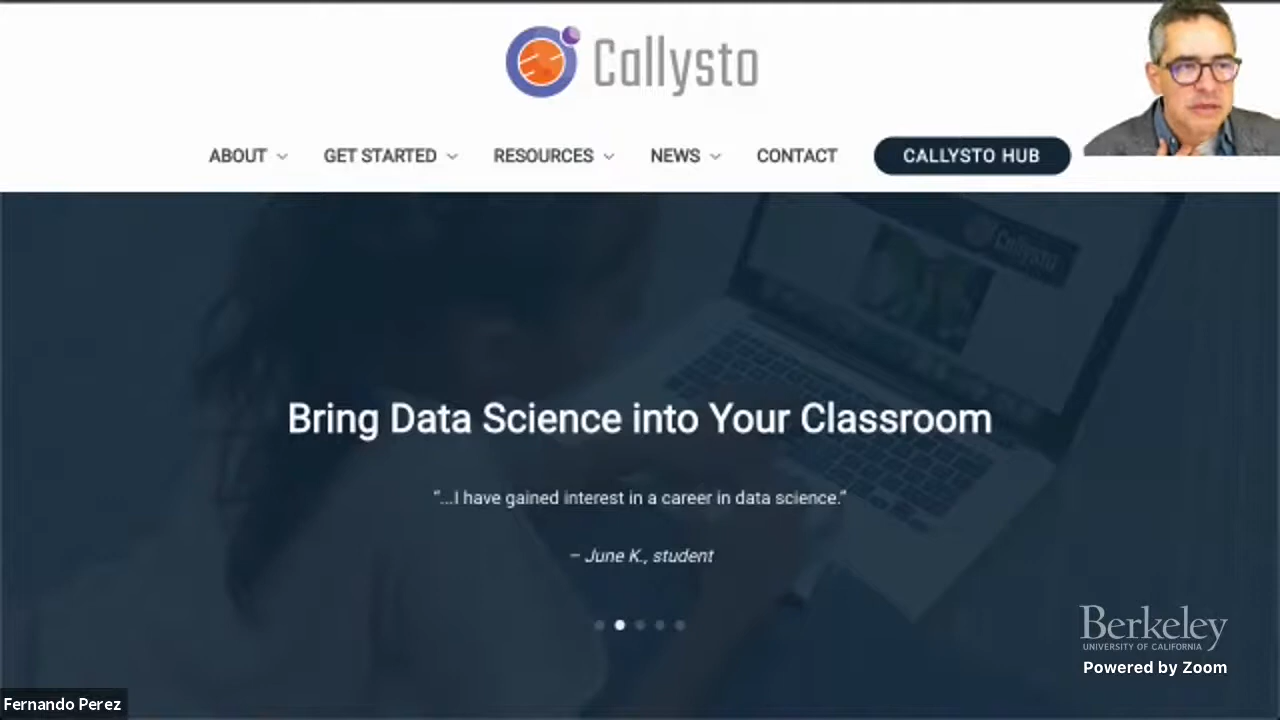 Callysto
ABOUT
GET STARTED
RESOURCES
NEWS
CONTACT
CALLYSTO HUB
Callysto
Bring Data Science into Your Classroom
“...I have gained interest in a career in data science.”
– June K., student
Berkeley
UNIVERSITY OF CALIFORNIA
Powered by Zoom
Fernando Perez